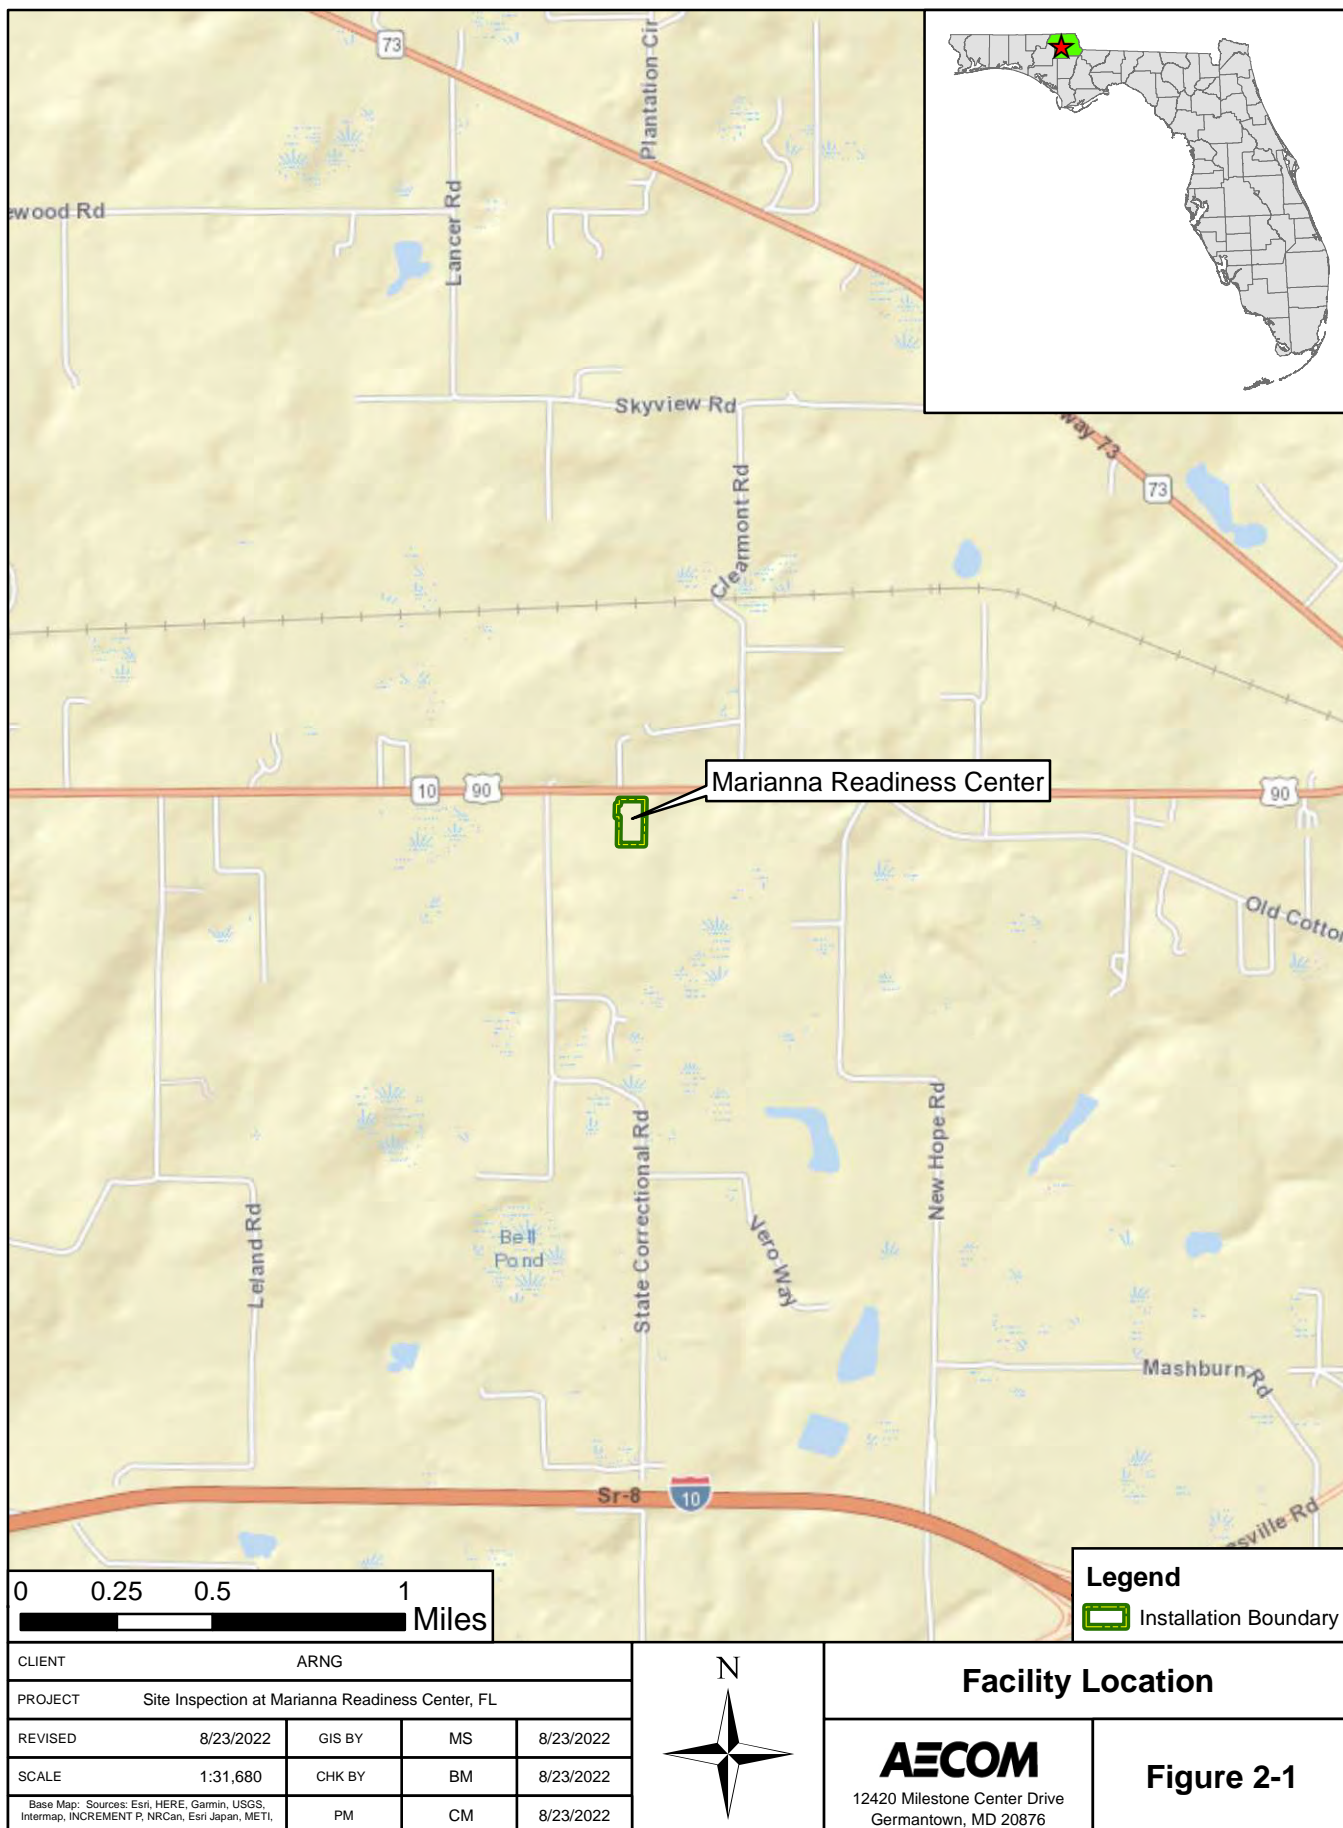 73
Plantation Cir
ewood Rd
Lancer Rd
Skyview Rd
way 73
73
Clearmont Rd
Marianna Readiness Center
10
90
90
Old Cotton
State Correctional Rd
New Hope Rd
Leland Rd
Bell
Pond
Vero Way
Mashburn Rd
Sr-8
10
sville Rd
0 0.25 0.5 1
Miles
Legend
Installation Boundary
CLIENT ARNG
PROJECT Site Inspection at Marianna Readiness Center, FL
REVISED 8/23/2022 GIS BY MS 8/23/2022
SCALE 1:31,680 CHK BY BM 8/23/2022
Base Map: Sources: Esri, HERE, Garmin, USGS,
Intermap, INCREMENT P, NRCan, Esri Japan, METI,
PM CM 8/23/2022
N
Facility Location
AECOM
12420 Milestone Center Drive
Germantown, MD 20876
Figure 2-1